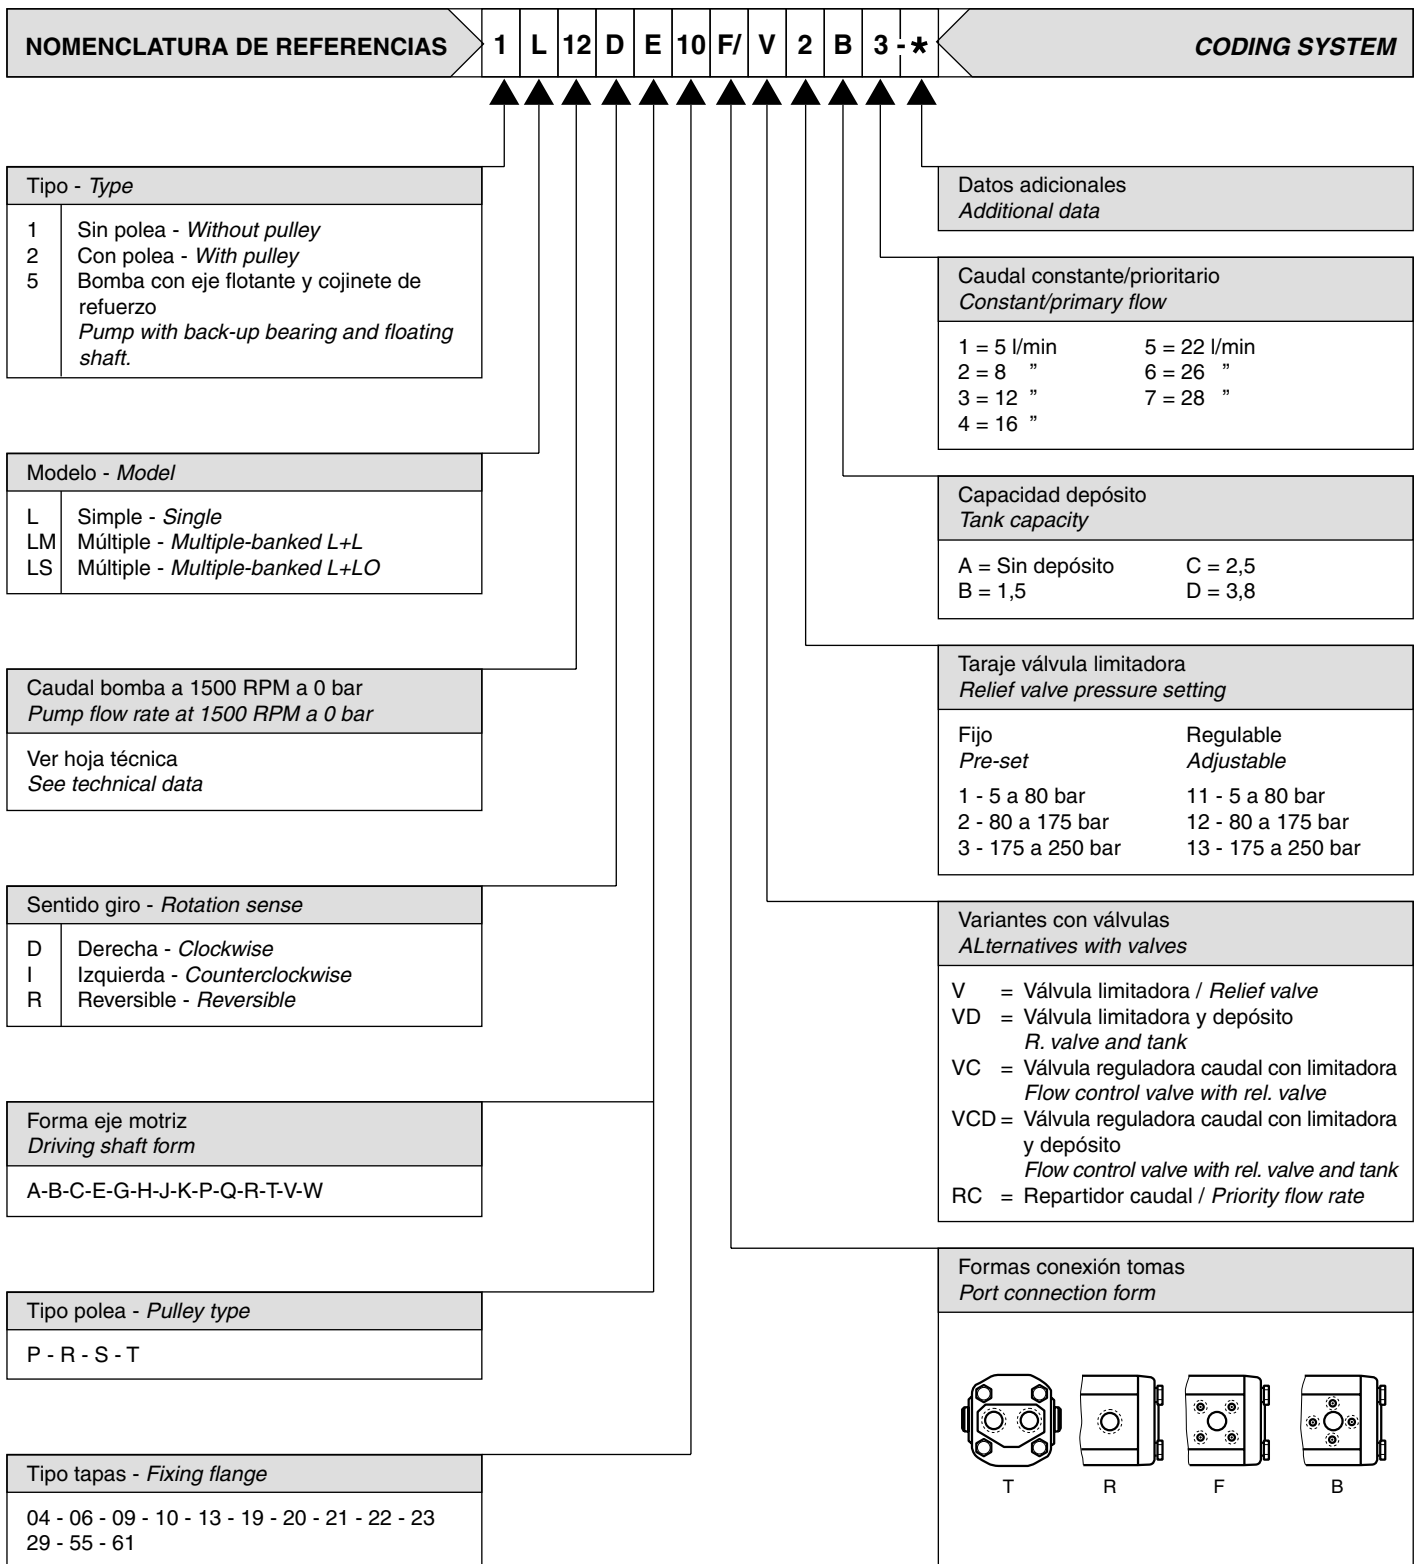 NOMENCLATURA DE REFERENCIAS
1 L 12 D E 10 F/ V 2 B 3 - *
CODING SYSTEM
Tipo - Type
1 Sin polea - Without pulley
2 Con polea - With pulley
5 Bomba con eje flotante y cojinete de
refuerzo
Pump with back-up bearing and floating
shaft.
Modelo - Model
L Simple - Single
LM Múltiple - Multiple-banked L+L
LS Múltiple - Multiple-banked L+LO
Caudal bomba a 1500 RPM a 0 bar
Pump flow rate at 1500 RPM a 0 bar
Ver hoja técnica
See technical data
Sentido giro - Rotation sense
D Derecha - Clockwise
I Izquierda - Counterclockwise
R Reversible - Reversible
Forma eje motriz
Driving shaft form
A-B-C-E-G-H-J-K-P-Q-R-T-V-W
Tipo polea - Pulley type
P - R - S - T
Tipo tapas - Fixing flange
04 - 06 - 09 - 10 - 13 - 19 - 20 - 21 - 22 - 23
29 - 55 - 61
Datos adicionales
Additional data
Caudal constante/prioritario
Constant/primary flow
1 = 5 l/min 5 = 22 l/min
2 = 8 ” 6 = 26 ”
3 = 12 ” 7 = 28 ”
4 = 16 ”
Capacidad depósito
Tank capacity
A = Sin depósito C = 2,5
B = 1,5 D = 3,8
Taraje válvula limitadora
Relief valve pressure setting
Fijo Regulable
Pre-set Adjustable
1 - 5 a 80 bar 11 - 5 a 80 bar
2 - 80 a 175 bar 12 - 80 a 175 bar
3 - 175 a 250 bar 13 - 175 a 250 bar
Variantes con válvulas
ALternatives with valves
V = Válvula limitadora / Relief valve
VD = Válvula limitadora y depósito
R. valve and tank
VC = Válvula reguladora caudal con limitadora
Flow control valve with rel. valve
VCD = Válvula reguladora caudal con limitadora
y depósito
Flow control valve with rel. valve and tank
RC = Repartidor caudal / Priority flow rate
Formas conexión tomas
Port connection form
T R F B